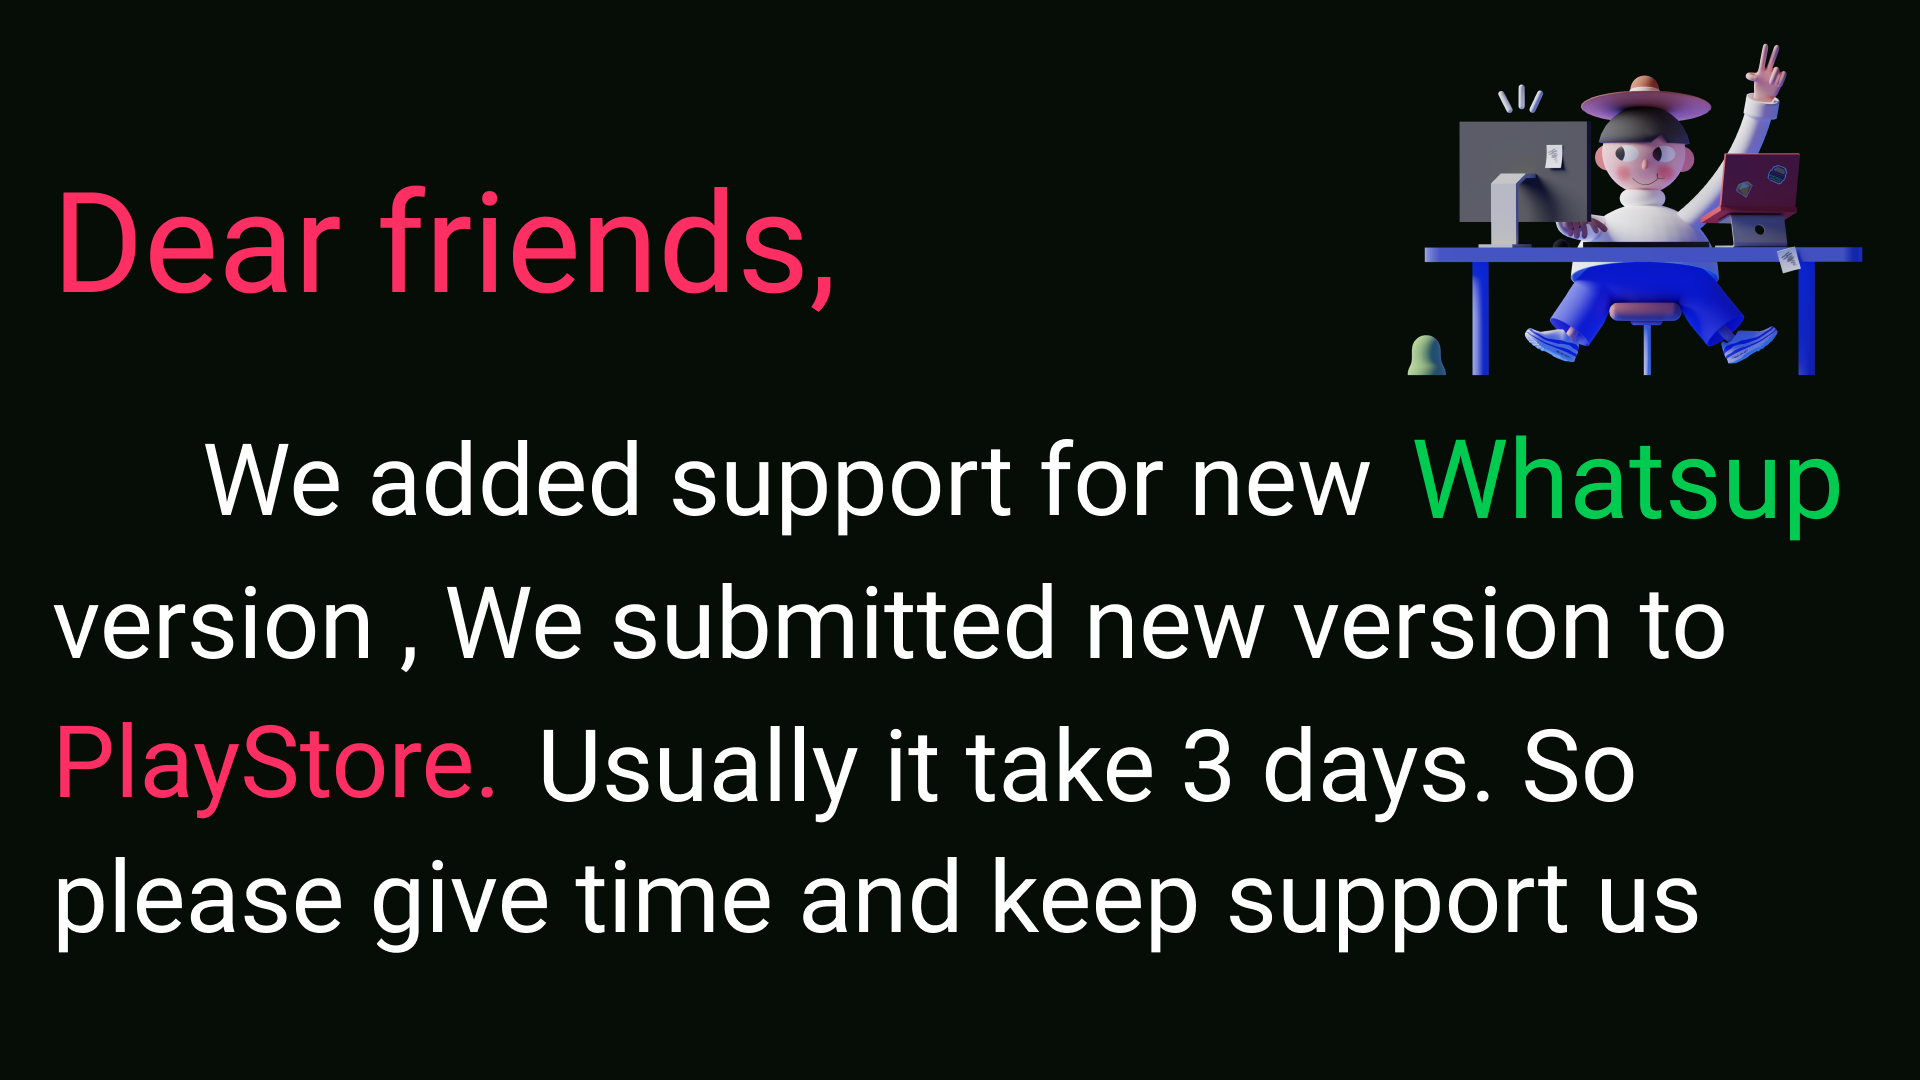 Dear friends,
We added support for new Whatsup
version , We submitted new version to
PlayStore. Usually it take 3 days. So
please give time and keep support us